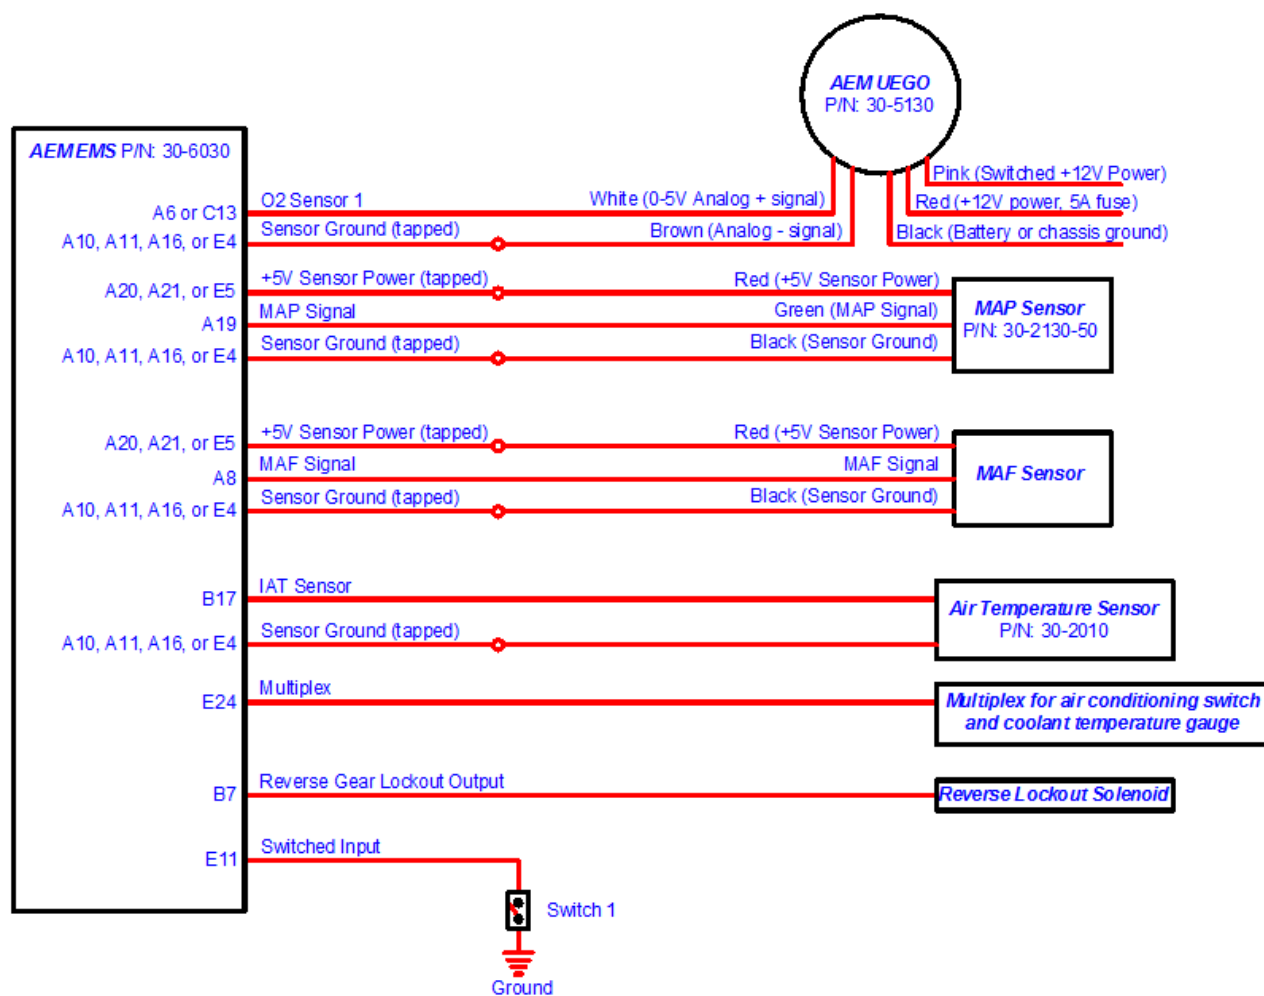 AEM UEGO
P/N: 30-5130
AEM EMS P/N: 30-6030
Pink (Switched +12V Power)
A6 or C13 O2 Sensor 1 White (0-5V Analog + signal) Red (+12V power, 5A fuse)
A10, A11, A16, or E4 Sensor Ground (tapped) Brown (Analog - signal) Black (Battery or chassis ground)
A20, A21, or E5 +5V Sensor Power (tapped) Red (+5V Sensor Power)
A19 MAP Signal Green (MAP Signal)
MAP Sensor
P/N: 30-2130-50
A10, A11, A16, or E4 Sensor Ground (tapped) Black (Sensor Ground)
A20, A21, or E5 +5V Sensor Power (tapped) Red (+5V Sensor Power)
A8 MAF Signal MAF Signal
MAF Sensor
A10, A11, A16, or E4 Sensor Ground (tapped) Black (Sensor Ground)
B17 IAT Sensor
Air Temperature Sensor
P/N: 30-2010
A10, A11, A16, or E4 Sensor Ground (tapped)
E24 Multiplex
Multiplex for air conditioning switch
and coolant temperature gauge
B7 Reverse Gear Lockout Output Reverse Lockout Solenoid
E11 Switched Input
Switch 1
Ground